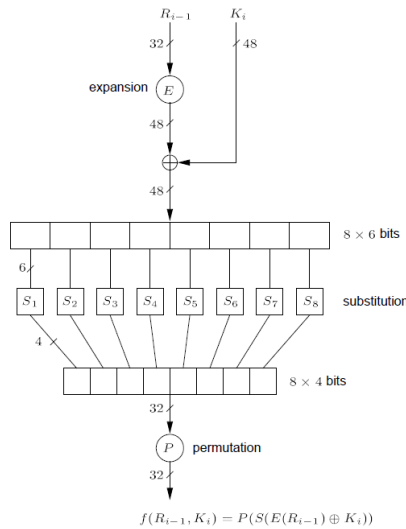 R_{i−1} K_i
32 48
expansion E
48
⊕
48
8 × 6 bits
6
S_1 S_2 S_3 S_4 S_5 S_6 S_7 S_8 substitution
4
8 × 4 bits
32
P permutation
32
f(R_{i−1}, K_i) = P(S(E(R_{i−1}) ⊕ K_i))